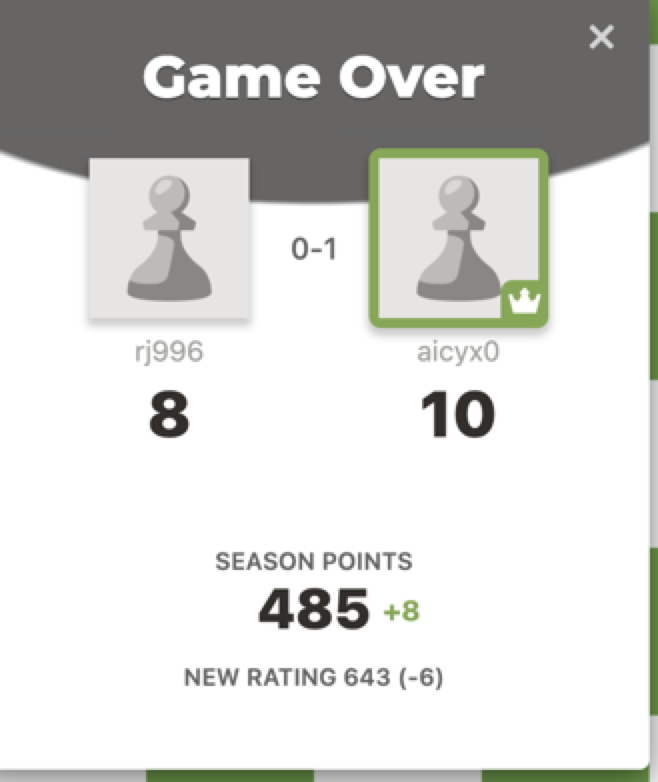 Game Over
0-1
rj996 aicyx0
8 10
SEASON POINTS
485 +8
NEW RATING 643 (-6)